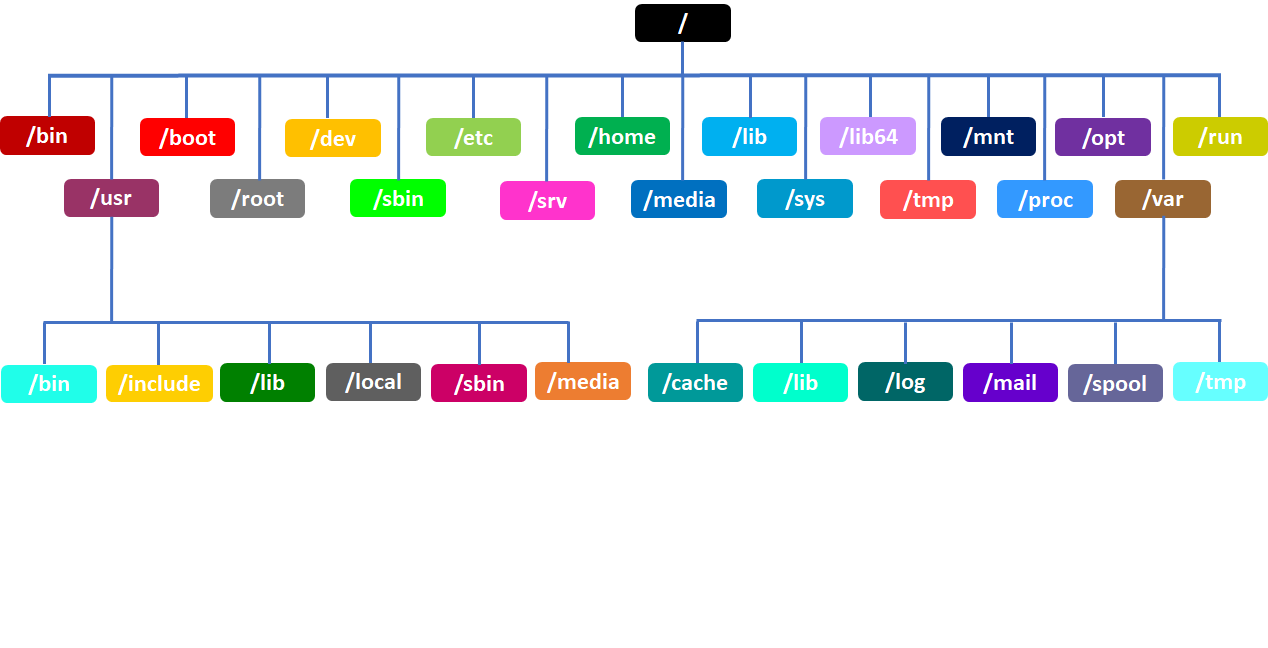 /
/bin
/boot
/dev
/etc
/home
/lib
/lib64
/mnt
/opt
/run
/usr
/root
/sbin
/srv
/media
/sys
/tmp
/proc
/var
/bin
/include
/lib
/local
/sbin
/media
/cache
/lib
/log
/mail
/spool
/tmp